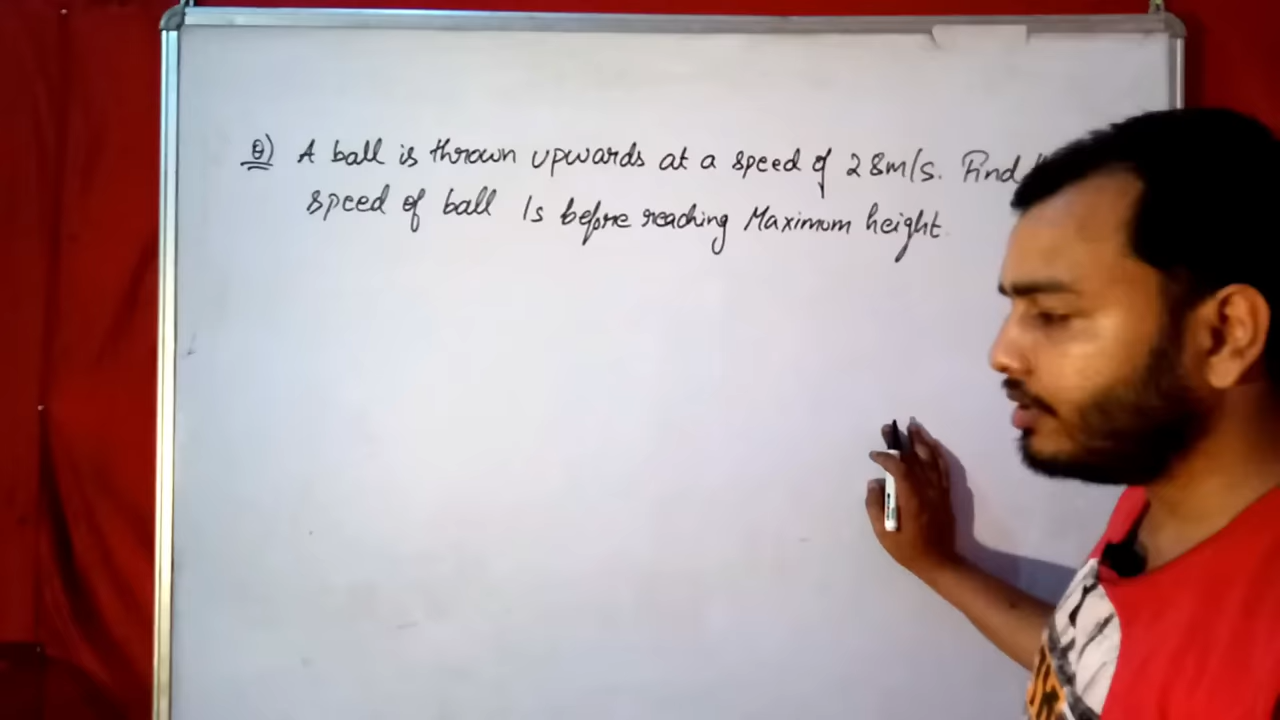 Q) A ball is thrown upwards at a speed of 28m/s. Find
speed of ball 1s before reaching Maximum height.